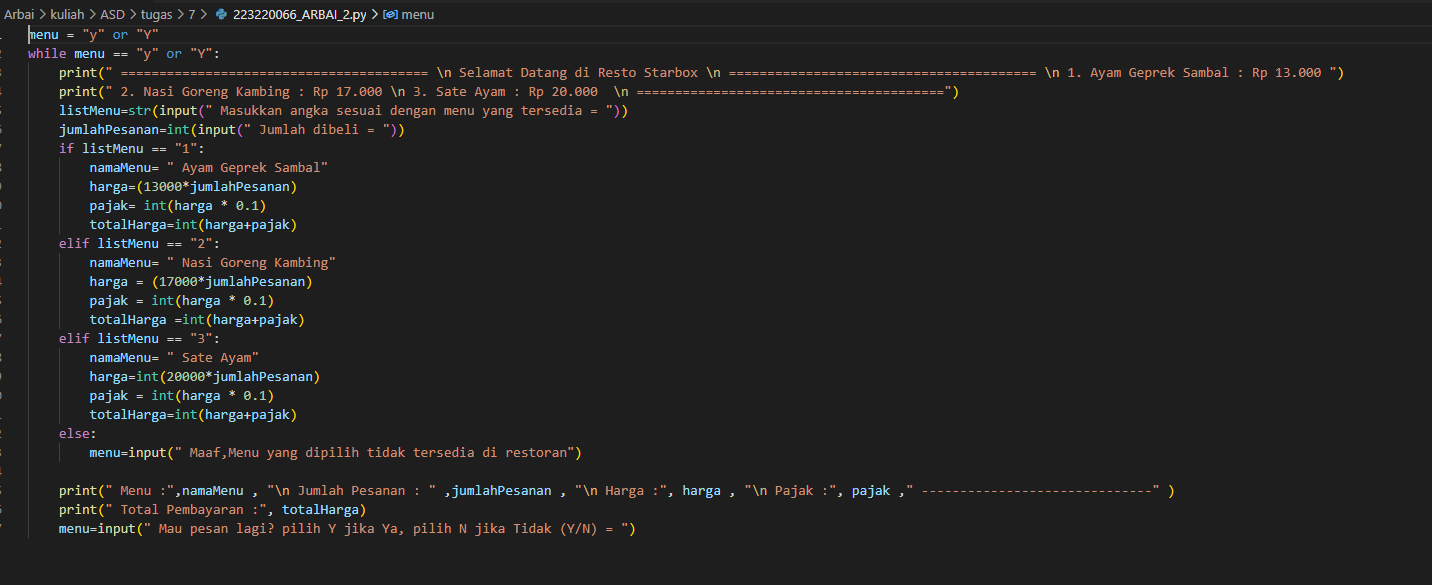 Arbai > kuliah > ASD > tugas > 7 > 223220066_ARBAI_2.py > menu
menu = "y" or "Y"
while menu == "y" or "Y":
    print(" ======================================== \n Selamat Datang di Resto Starbox \n ======================================== \n 1. Ayam Geprek Sambal : Rp 13.000 ")
    print(" 2. Nasi Goreng Kambing : Rp 17.000 \n 3. Sate Ayam : Rp 20.000  \n ========================================")
    listMenu=str(input(" Masukkan angka sesuai dengan menu yang tersedia = "))
    jumlahPesanan=int(input(" Jumlah dibeli = "))
    if listMenu == "1":
        namaMenu= " Ayam Geprek Sambal"
        harga=(13000*jumlahPesanan)
        pajak= int(harga * 0.1)
        totalHarga=int(harga+pajak)
    elif listMenu == "2":
        namaMenu= " Nasi Goreng Kambing"
        harga = (17000*jumlahPesanan)
        pajak = int(harga * 0.1)
        totalHarga =int(harga+pajak)
    elif listMenu == "3":
        namaMenu= " Sate Ayam"
        harga=int(20000*jumlahPesanan)
        pajak = int(harga * 0.1)
        totalHarga=int(harga+pajak)
    else:
        menu=input(" Maaf,Menu yang dipilih tidak tersedia di restoran")
    print(" Menu :",namaMenu , "\n Jumlah Pesanan : " ,jumlahPesanan , "\n Harga :", harga , "\n Pajak :", pajak ," ------------------------------" )
    print(" Total Pembayaran :", totalHarga)
    menu=input(" Mau pesan lagi? pilih Y jika Ya, pilih N jika Tidak (Y/N) = ")